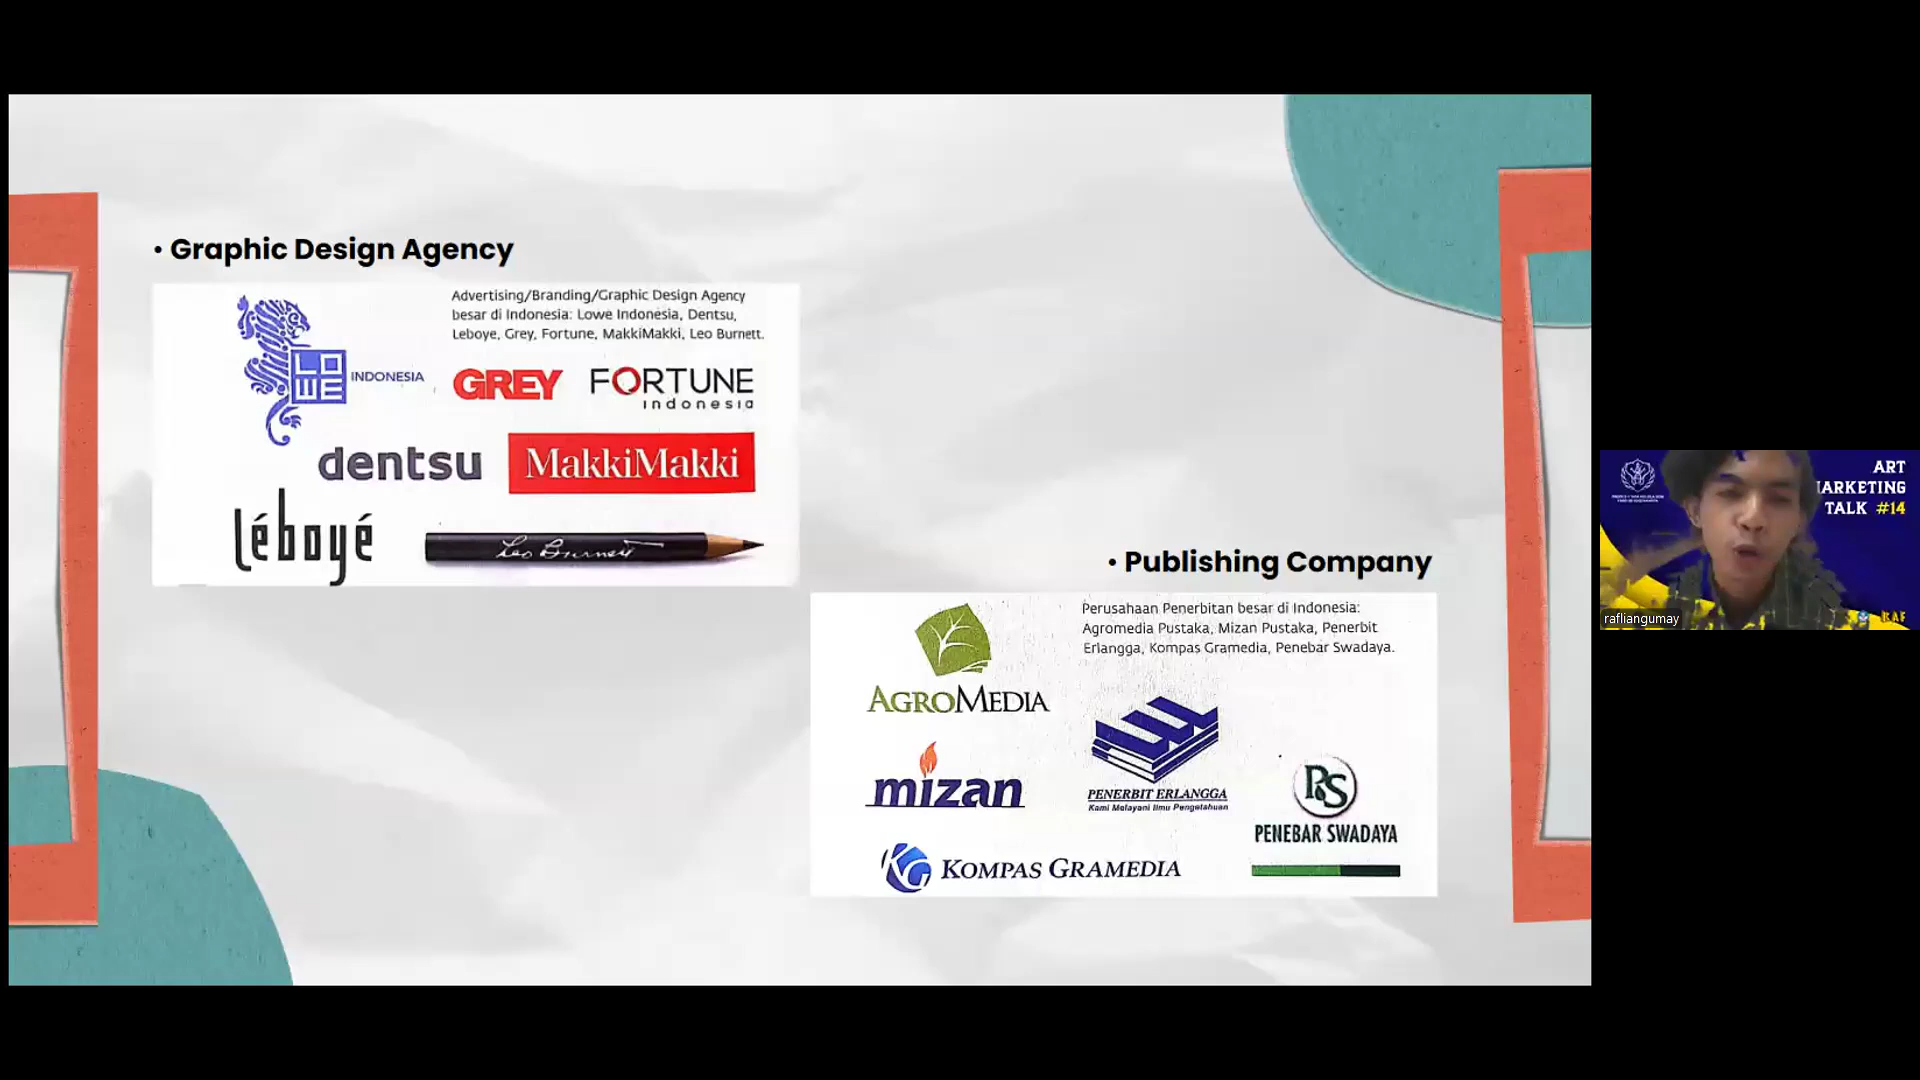 • Graphic Design Agency
Advertising/Branding/Graphic Design Agency
besar di Indonesia: Lowe Indonesia, Dentsu,
Leboye, Grey, Fortune, MakkiMakki, Leo Burnett.
LOWE INDONESIA
GREY
FORTUNE
indonesia
dentsu
MakkiMakki
léboyé
Leo Burnett
• Publishing Company
Perusahaan Penerbitan besar di Indonesia:
Agromedia Pustaka, Mizan Pustaka, Penerbit
Erlangga, Kompas Gramedia, Penebar Swadaya.
AGROMEDIA
mizan
PENERBIT ERLANGGA
Kami Melayani Ilmu Pengetahuan
PS
PENEBAR SWADAYA
KG KOMPAS GRAMEDIA
ART
ARKETING
TALK #14
rafliangumay